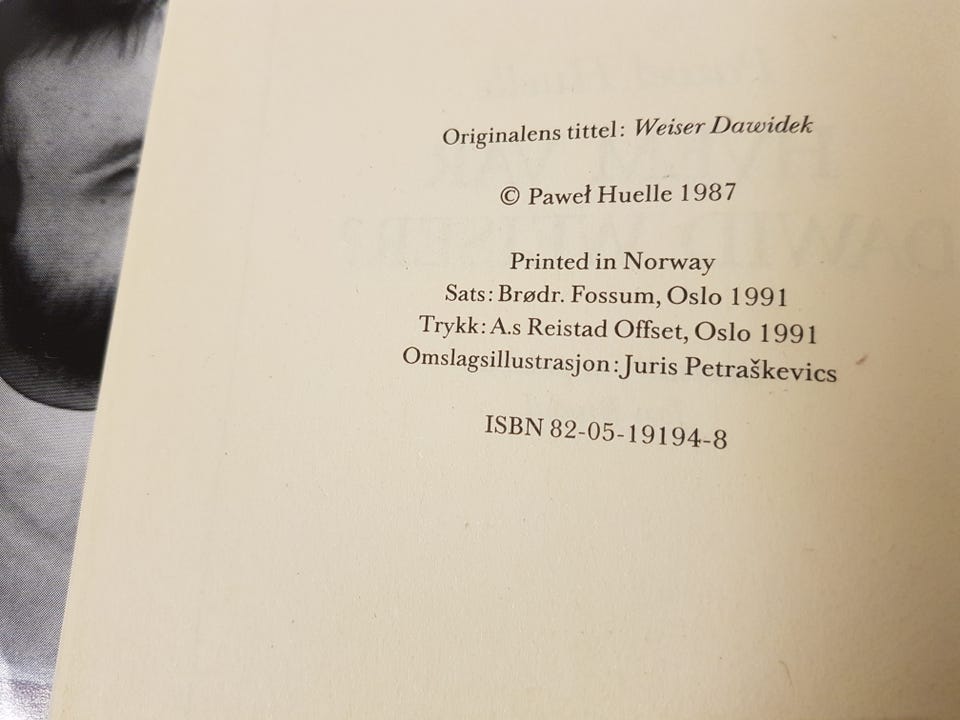 Originalens tittel: Weiser Dawidek
© Paweł Huelle 1987
Printed in Norway
Sats: Brødr. Fossum, Oslo 1991
Trykk: A.s Reistad Offset, Oslo 1991
Omslagsillustrasjon: Juris Petraškevics
ISBN 82-05-19194-8